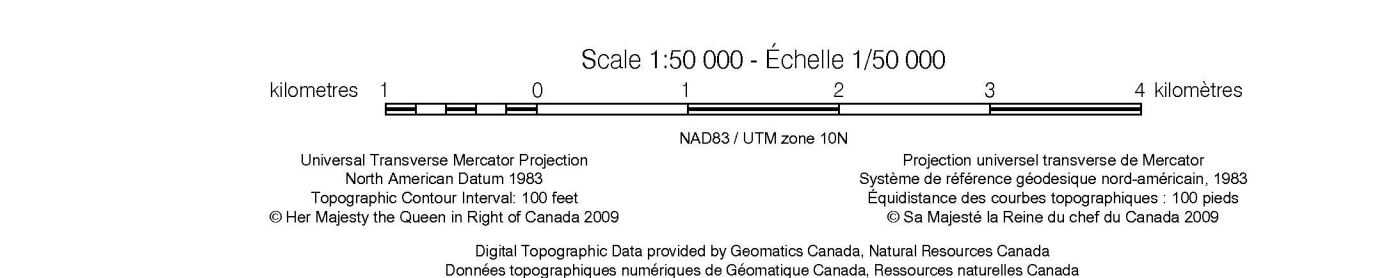 Scale 1:50 000 - Échelle 1/50 000
kilometres 1 0 1 2 3 4 kilomètres
NAD83 / UTM zone 10N
Universal Transverse Mercator Projection
North American Datum 1983
Topographic Contour Interval: 100 feet
© Her Majesty the Queen in Right of Canada 2009
Projection universel transverse de Mercator
Système de référence géodesique nord-américain, 1983
Équidistance des courbes topographiques : 100 pieds
© Sa Majesté la Reine du chef du Canada 2009
Digital Topographic Data provided by Geomatics Canada, Natural Resources Canada
Données topographiques numériques de Géomatique Canada, Ressources naturelles Canada